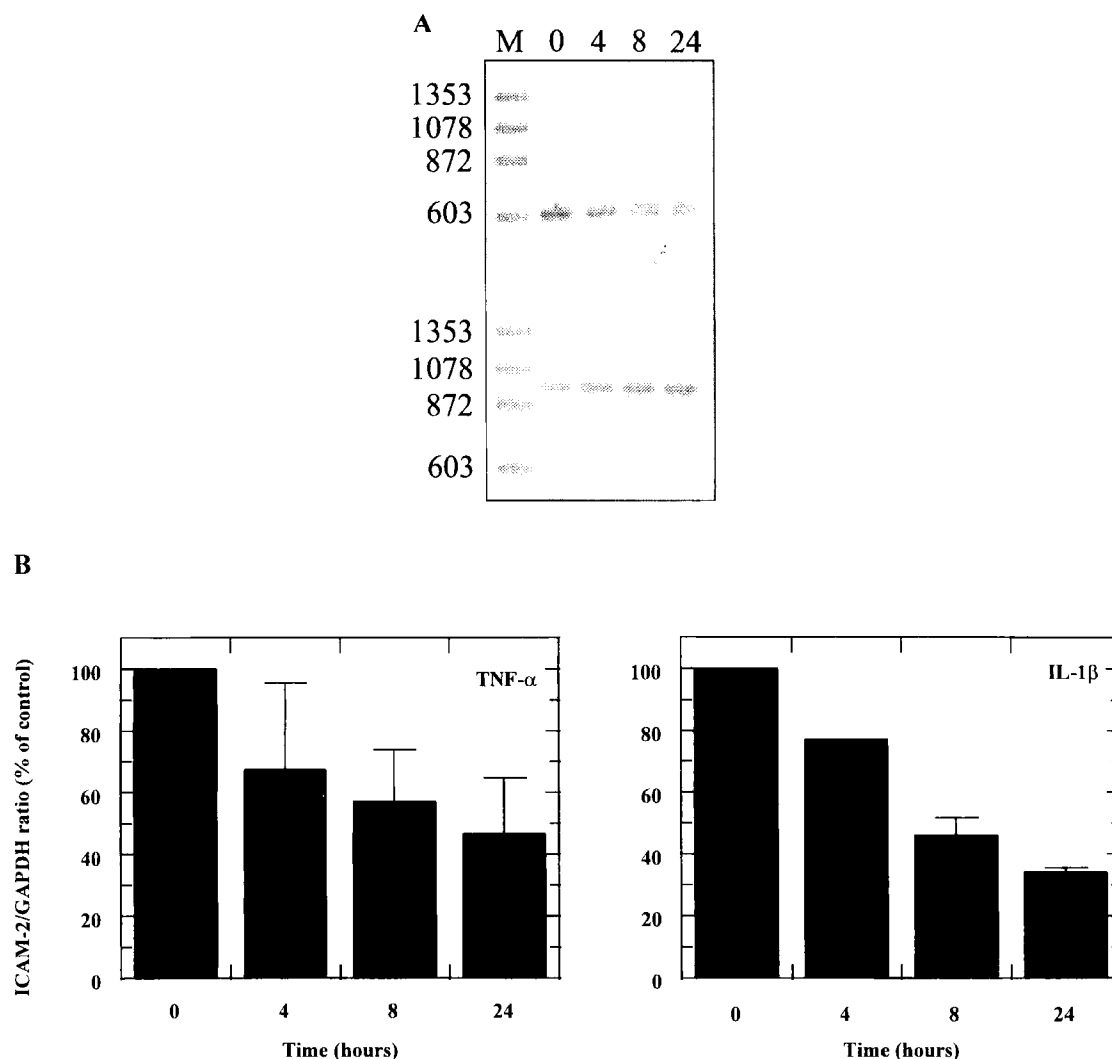 A
M 0 4 8 24
1353
1078
872
603
1353
1078
872
603
B
ICAM-2/GAPDH ratio (% of control)
100
80
60
40
20
0
TNF-α
0 4 8 24
Time (hours)
100
80
60
40
20
0
IL-1β
0 4 8 24
Time (hours)